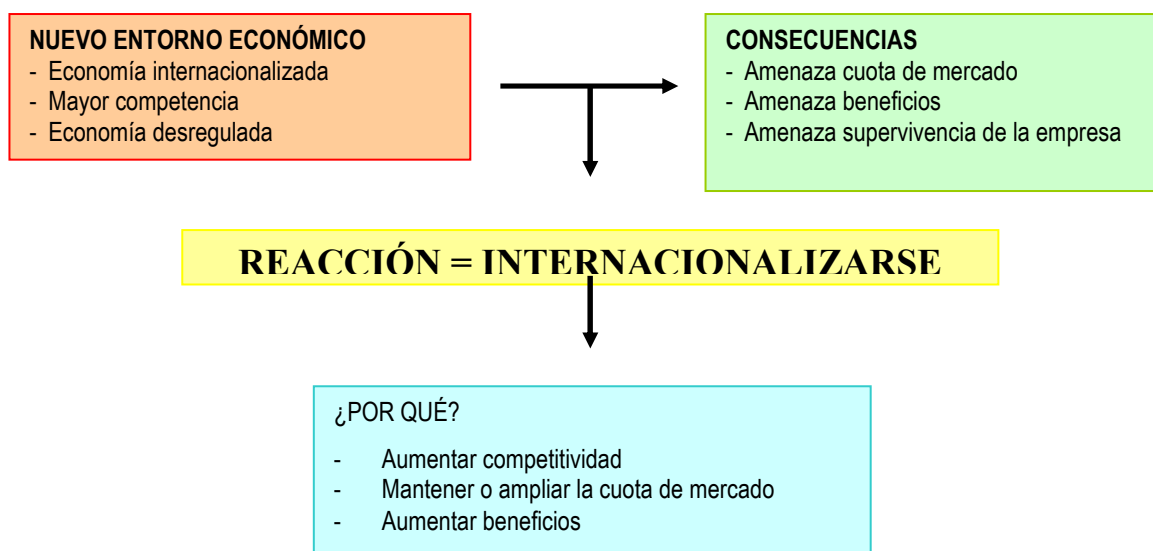 NUEVO ENTORNO ECONÓMICO
- Economía internacionalizada
- Mayor competencia
- Economía desregulada
CONSECUENCIAS
- Amenaza cuota de mercado
- Amenaza beneficios
- Amenaza supervivencia de la empresa
REACCIÓN = INTERNACIONALIZARSE
¿POR QUÉ?
- Aumentar competitividad
- Mantener o ampliar la cuota de mercado
- Aumentar beneficios